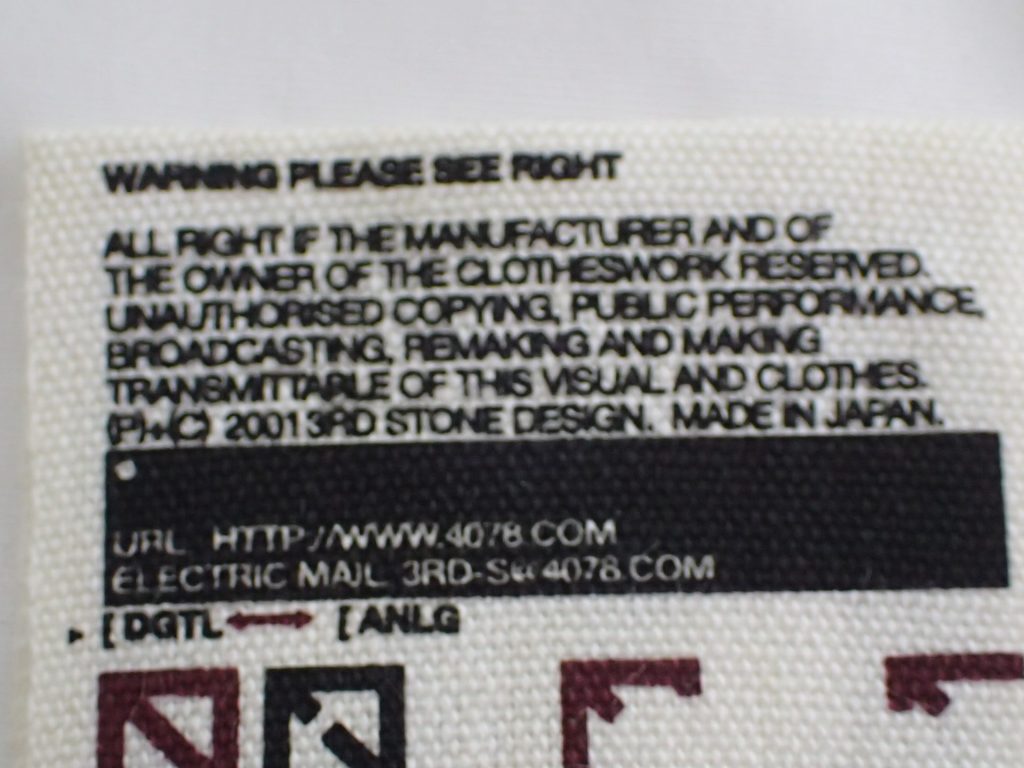 WARNING PLEASE SEE RIGHT
ALL RIGHT IF THE MANUFACTURER AND OF
THE OWNER OF THE CLOTHESWORK RESERVED.
UNAUTHORISED COPYING, PUBLIC PERFORMANCE,
BROADCASTING, REMAKING AND MAKING
TRANSMITTABLE OF THIS VISUAL AND CLOTHES.
(P)+(C) 2001 3RD STONE DESIGN. MADE IN JAPAN.
URL HTTP://WWW.4078.COM
ELECTRIC MAIL 3RD-S@4078.COM
[DGTL [ANLG